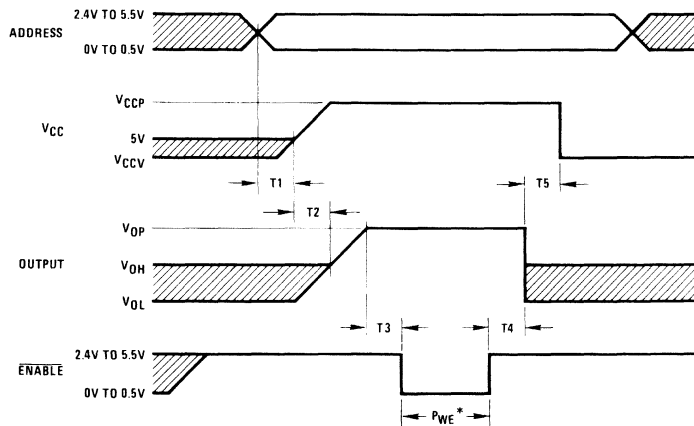 2.4V TO 5.5V
ADDRESS
0V TO 0.5V
VCCP
VCC
5V
VCCV
T1
T5
T2
VOP
OUTPUT
VOH
VOL
T3
T4
2.4V TO 5.5V
ENABLE
0V TO 0.5V
PWE*